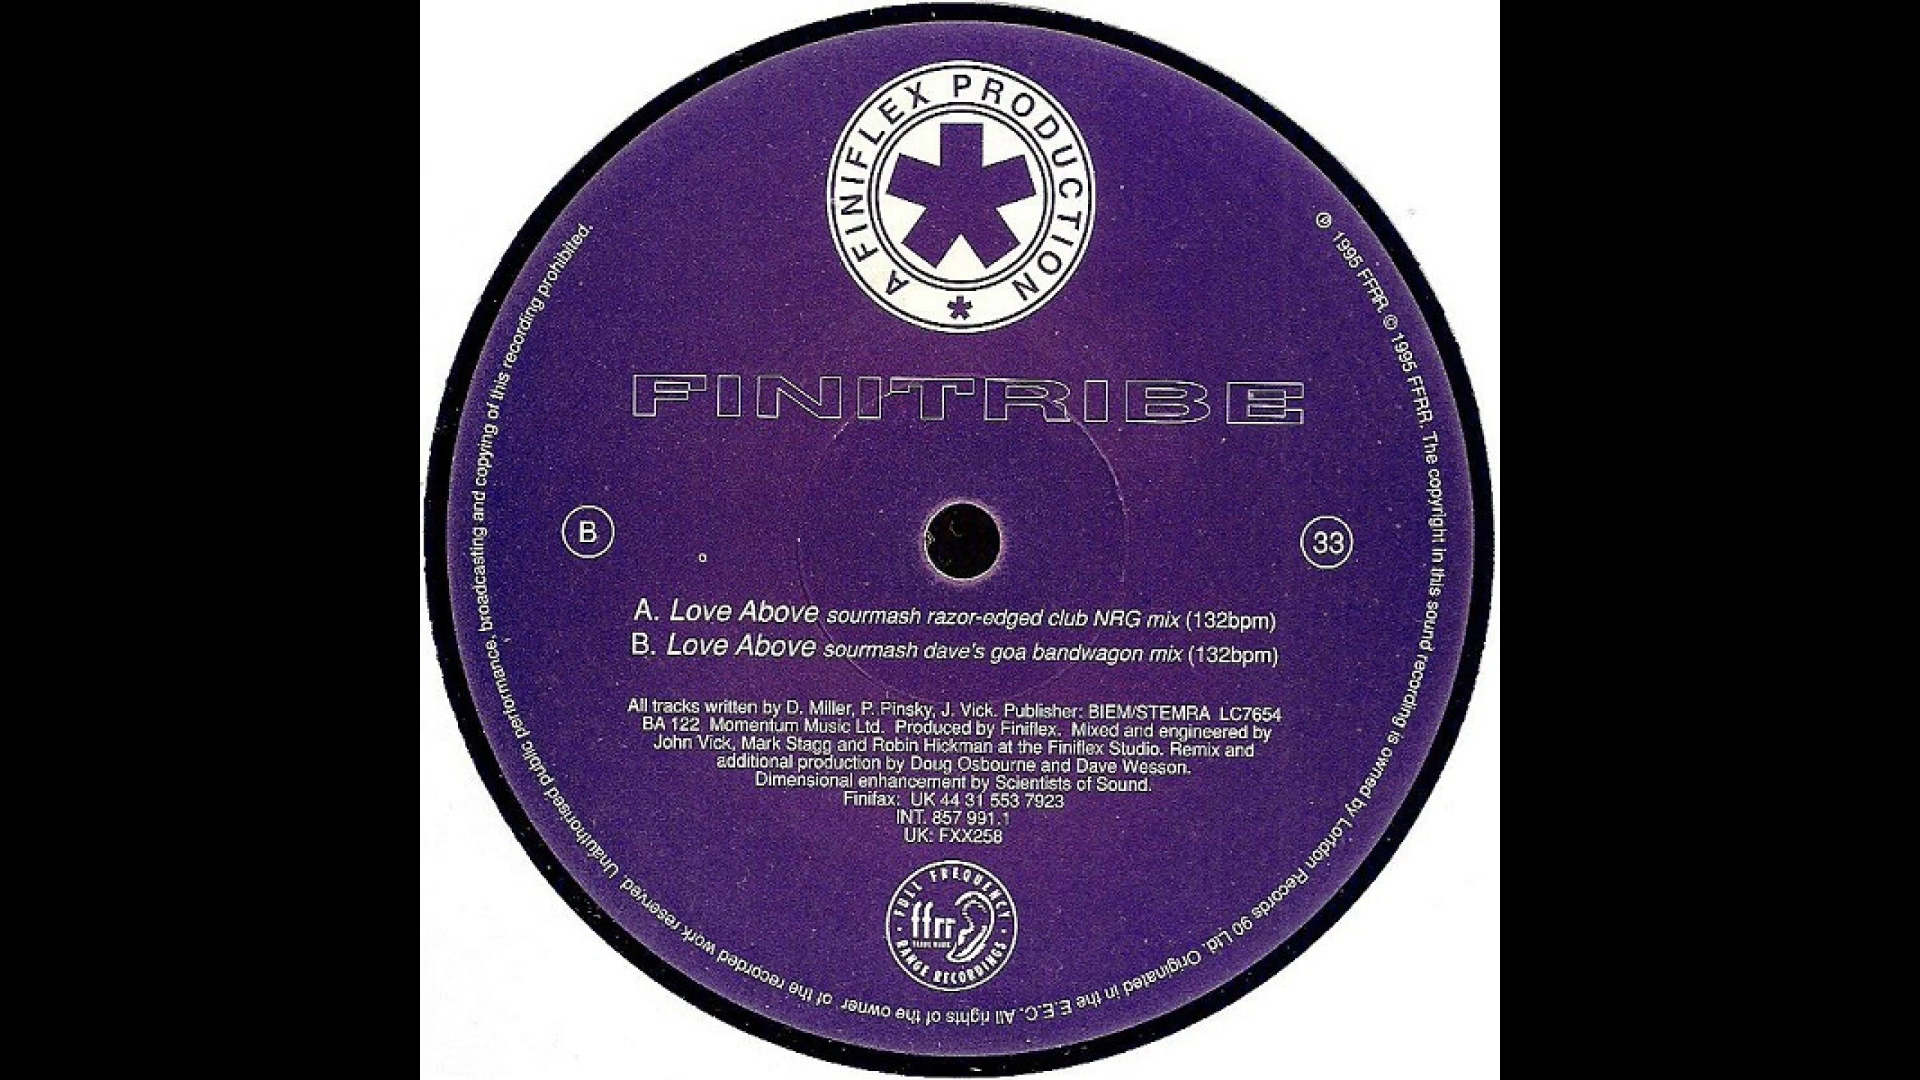 A FINIFLEX PRODUCTION *
FINITRIBE
B
33
A. Love Above sourmash razor-edged club NRG mix (132bpm)
B. Love Above sourmash dave's goa bandwagon mix (132bpm)
All tracks written by D. Miller, P. Pinsky, J. Vick. Publisher: BIEM/STEMRA LC7654
BA 122 Momentum Music Ltd. Produced by Finiflex. Mixed and engineered by
John Vick, Mark Stagg and Robin Hickman at the Finiflex Studio. Remix and
additional production by Doug Osbourne and Dave Wesson.
Dimensional enhancement by Scientists of Sound.
Finifax: UK 44 31 553 7923
INT. 857 991.1
UK: FXX258
FULL FREQUENCY
ffrr
TRADE MARK
RANGE RECORDINGS
℗ 1995 FFRR. © 1995 FFRR. The copyright in this sound recording is owned by London Records 90 Ltd. Originated in the E.E.C. All rights of the owner of the recorded work reserved. Unauthorised public performance, broadcasting and copying of this recording prohibited.